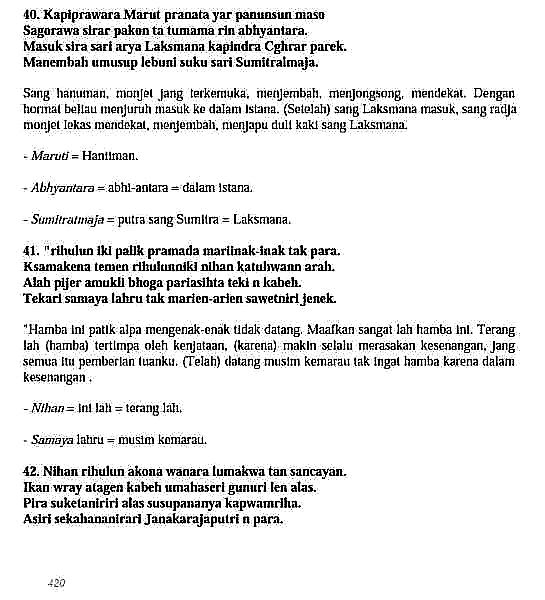 40. Kapiprawara Marut pranata yar panunsun maso
Sagorawa sirar pakon ta tumama rin abhyantara.
Masuk sira sari arya Laksmana kapindra Cghrar parek.
Manembah umusup lebuni suku sari Sumitralmaja.
Sang hanuman, monjet jang terkemuka, menjembah, menjongsong, mendekat. Dengan
hormat beliau menjuruh masuk ke dalam istana. (Setelah) sang Laksmana masuk, sang radja
monjet lekas mendekat, menjembah, menjapu duli kaki sang Laksmana.
- Maruti = Hantiman.
- Abhyantara = abhi-antara = dalam istana.
- Sumitratmaja = putra sang Sumitra = Laksmana.
41. "rihulun iki palik pramada mariinak-inak tak para.
Ksamakena temen rihulunniki nihan katuhwann arah.
Alah pijer amukli bhoga pariasihta teki n kabeh.
Tekari samaya lahru tak marien-arien sawetniri jenek.
"Hamba ini patik alpa mengenak-enak tidak datang. Maafkan sangat lah hamba ini. Terang
lah (hamba) tertimpa oleh kenjataan, (karena) makin selalu merasakan kesenangan, jang
semua itu pemberian tuanku. (Telah) datang musim kemarau tak ingat hamba karena dalam
kesenangan .
- Nihan = ini lah = terang lah.
- Samaya lahru = musim komarau.
42. Nihan rihulun akona wanara lumakwa tan sancayan.
Ikan wray atagen kabeh umahaseri gunuri len alas.
Pira suketaniriri alas susupananya kapwamriha.
Asiri sekahananirari Janakarajaputri n para.
420